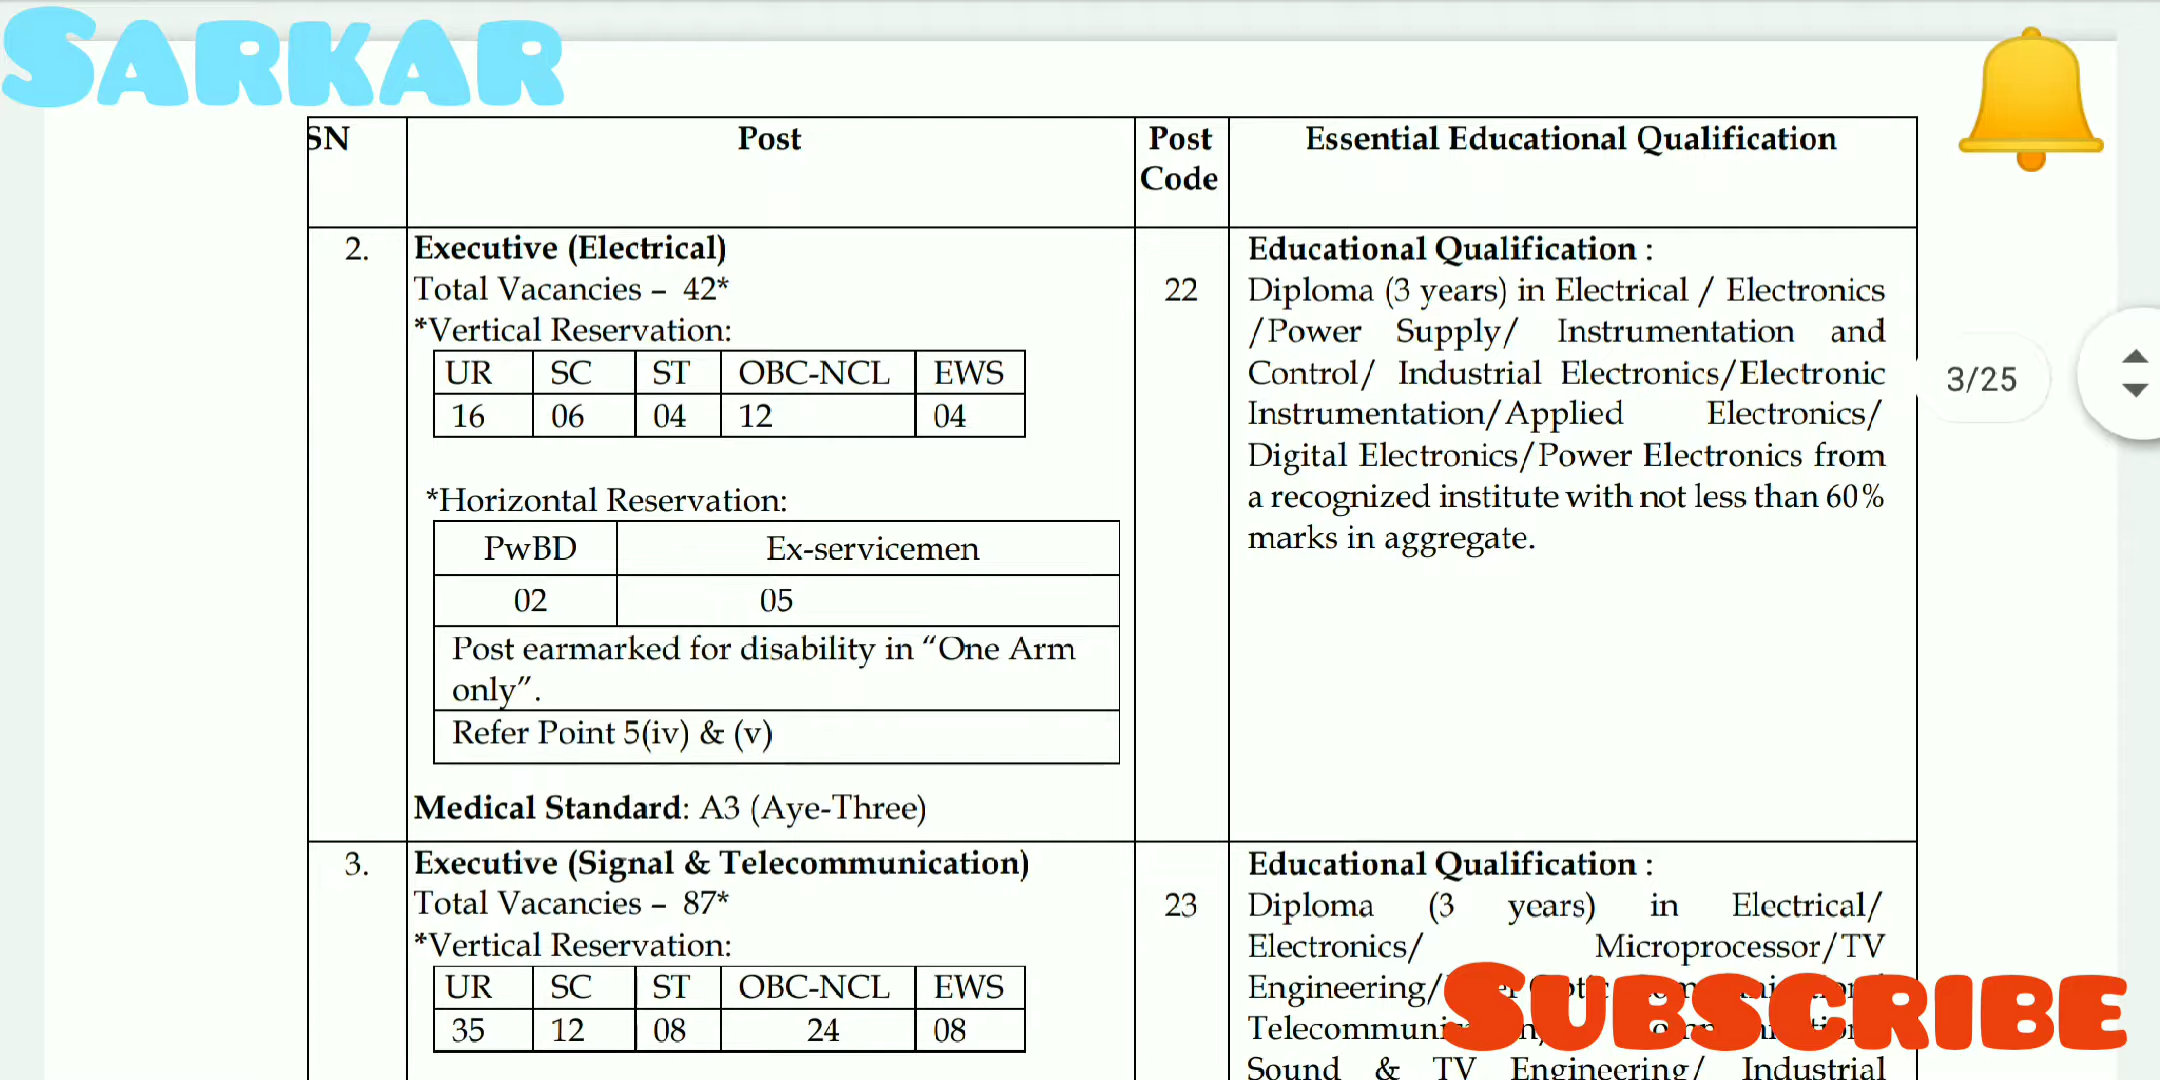 SARKAR
SN Post Post Code Essential Educational Qualification
2. Executive (Electrical)
Total Vacancies – 42*
*Vertical Reservation:
UR SC ST OBC-NCL EWS
16 06 04 12 04
*Horizontal Reservation:
PwBD Ex-servicemen
02 05
Post earmarked for disability in “One Arm
only”.
Refer Point 5(iv) & (v)
Medical Standard: A3 (Aye-Three)
22
Educational Qualification :
Diploma (3 years) in Electrical / Electronics
/Power Supply/ Instrumentation and
Control/ Industrial Electronics/Electronic
Instrumentation/Applied Electronics/
Digital Electronics/Power Electronics from
a recognized institute with not less than 60%
marks in aggregate.
3/25
3. Executive (Signal & Telecommunication)
Total Vacancies – 87*
*Vertical Reservation:
UR SC ST OBC-NCL EWS
35 12 08 24 08
23
Educational Qualification :
Diploma (3 years) in Electrical/
Electronics/ Microprocessor/TV
Engineering/
Sound & TV Engineering/ Industrial
SUBSCRIBE